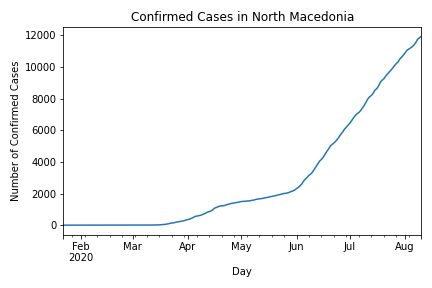 Confirmed Cases in North Macedonia
12000
10000
8000
6000
4000
2000
0
Number of Confirmed Cases
Feb Mar Apr May Jun Jul Aug
2020
Day